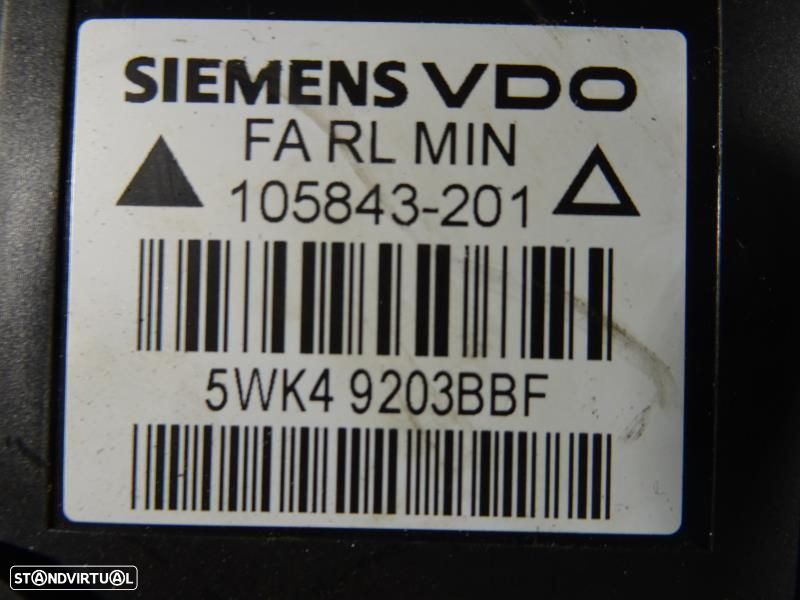 SIEMENS VDO
FA RL MIN
105843-201
5WK4 9203BBF
STANDVIRTUAL